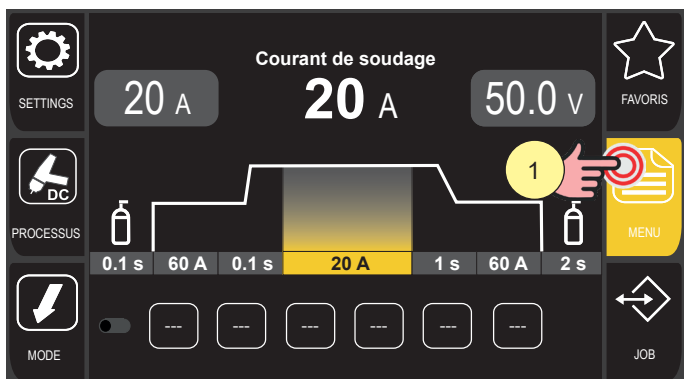 SETTINGS
Courant de soudage
20 A
20 A
50.0 V
FAVORIS
DC
PROCESSUS
1
MENU
0.1 s 60 A 0.1 s 20 A 1 s 60 A 2 s
MODE
--- --- --- --- --- ---
JOB